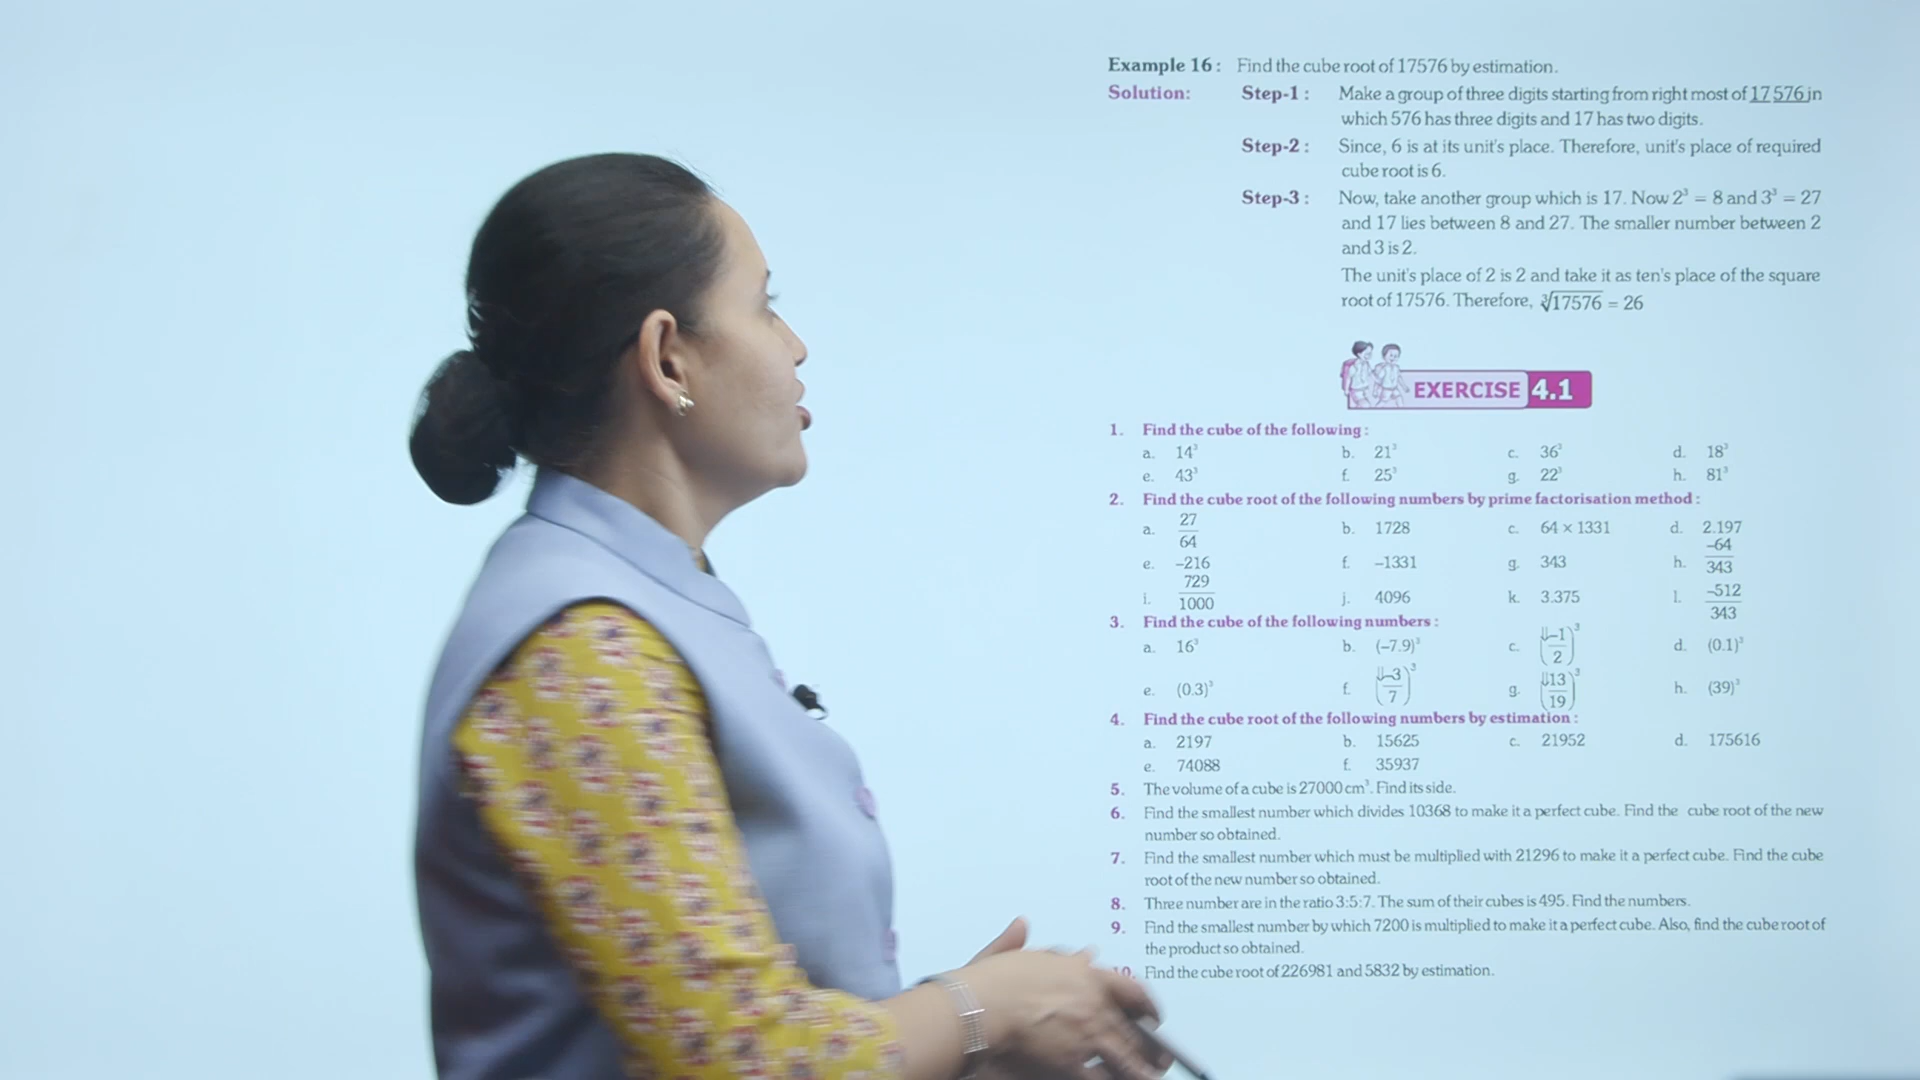 Example 16 : Find the cube root of 17576 by estimation.
Solution: Step-1 : Make a group of three digits starting from right most of 17 576 in
which 576 has three digits and 17 has two digits.
Step-2 : Since, 6 is at its unit's place. Therefore, unit's place of required
cube root is 6.
Step-3 : Now, take another group which is 17. Now 2³ = 8 and 3³ = 27
and 17 lies between 8 and 27. The smaller number between 2
and 3 is 2.
The unit's place of 2 is 2 and take it as ten's place of the square
root of 17576. Therefore, ∛17576 = 26
EXERCISE 4.1
1. Find the cube of the following :
a. 14³ b. 21³ c. 36³ d. 18³
e. 43³ f. 25³ g. 22³ h. 81³
2. Find the cube root of the following numbers by prime factorisation method :
a. 27/64 b. 1728 c. 64 × 1331 d. 2.197
e. –216 f. –1331 g. 343 h. –64/343
i. 729/1000 j. 4096 k. 3.375 l. –512/343
3. Find the cube of the following numbers :
a. 16³ b. (–7.9)³ c. (–1/2)³ d. (0.1)³
e. (0.3)³ f. (–3/7)³ g. (13/19)³ h. (39)³
4. Find the cube root of the following numbers by estimation :
a. 2197 b. 15625 c. 21952 d. 175616
e. 74088 f. 35937
5. The volume of a cube is 27000 cm³. Find its side.
6. Find the smallest number which divides 10368 to make it a perfect cube. Find the cube root of the new
number so obtained.
7. Find the smallest number which must be multiplied with 21296 to make it a perfect cube. Find the cube
root of the new number so obtained.
8. Three number are in the ratio 3:5:7. The sum of their cubes is 495. Find the numbers.
9. Find the smallest number by which 7200 is multiplied to make it a perfect cube. Also, find the cube root of
the product so obtained.
10. Find the cube root of 226981 and 5832 by estimation.